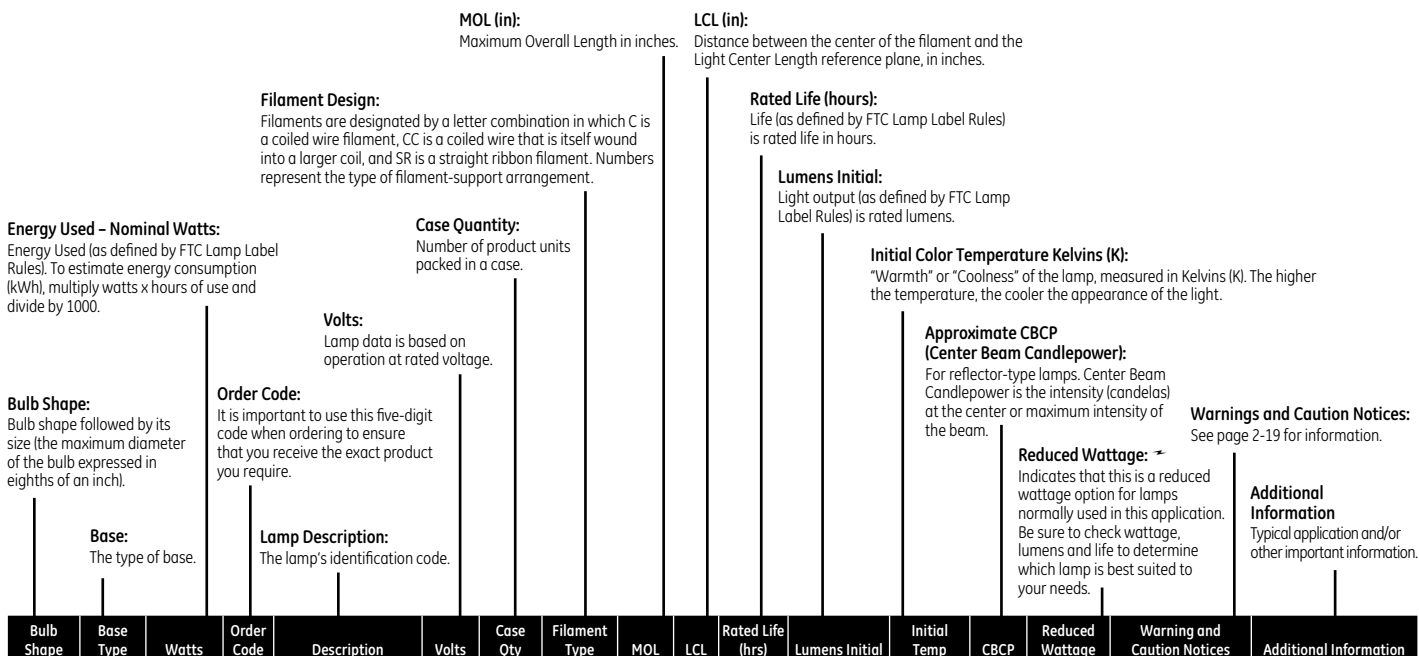 MOL (in):
Maximum Overall Length in inches.
LCL (in):
Distance between the center of the filament and the
Light Center Length reference plane, in inches.
Filament Design:
Filaments are designated by a letter combination in which C is
a coiled wire filament, CC is a coiled wire that is itself wound
into a larger coil, and SR is a straight ribbon filament. Numbers
represent the type of filament-support arrangement.
Rated Life (hours):
Life (as defined by FTC Lamp Label Rules)
is rated life in hours.
Lumens Initial:
Light output (as defined by FTC Lamp
Label Rules) is rated lumens.
Energy Used – Nominal Watts:
Energy Used (as defined by FTC Lamp Label
Rules). To estimate energy consumption
(kWh), multiply watts x hours of use and
divide by 1000.
Case Quantity:
Number of product units
packed in a case.
Initial Color Temperature Kelvins (K):
"Warmth" or "Coolness" of the lamp, measured in Kelvins (K). The higher
the temperature, the cooler the appearance of the light.
Volts:
Lamp data is based on
operation at rated voltage.
Approximate CBCP
(Center Beam Candlepower):
For reflector-type lamps. Center Beam
Candlepower is the intensity (candelas)
at the center or maximum intensity of
the beam.
Bulb Shape:
Bulb shape followed by its
size (the maximum diameter
of the bulb expressed in
eighths of an inch).
Order Code:
It is important to use this five-digit
code when ordering to ensure
that you receive the exact product
you require.
Warnings and Caution Notices:
See page 2-19 for information.
Reduced Wattage:
Indicates that this is a reduced
wattage option for lamps
normally used in this application.
Be sure to check wattage,
lumens and life to determine
which lamp is best suited to
your needs.
Additional
Information
Typical application and/or
other important information.
Base:
The type of base.
Lamp Description:
The lamp's identification code.
Bulb Base Order Case Filament Rated Life Initial Reduced Warning and
Shape Type Watts Code Description Volts Qty Type MOL LCL (hrs) Lumens Initial Temp CBCP Wattage Caution Notices Additional Information